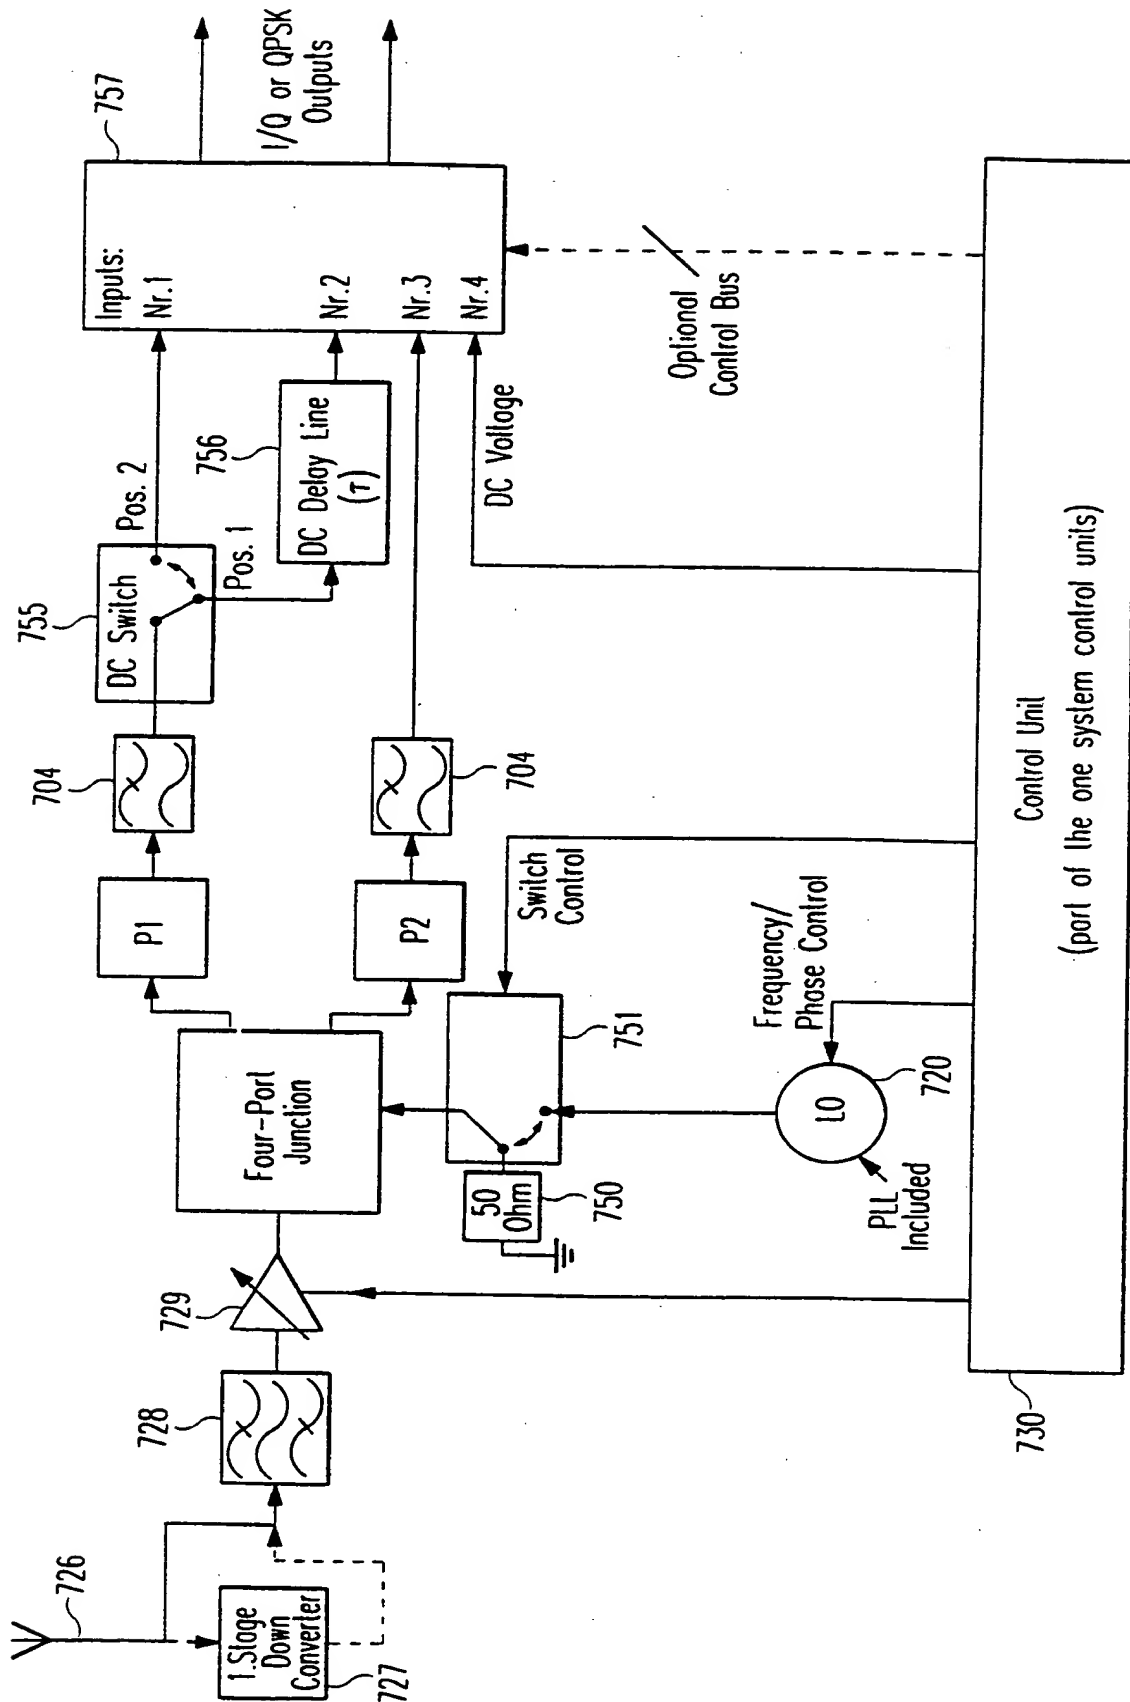 726
1.Stage
Down
Converter
727
728
729
Four-Port
Junction
P1
P2
704
704
755
DC Switch
Pos. 2
Pos. 1
756
DC Delay Line
(τ)
757
Inputs:
Nr.1
Nr.2
Nr.3
Nr.4
I/Q or QPSK
Outputs
DC Voltage
Optional
Control Bus
Switch
Control
751
50
Ohm
750
Frequency/
Phase Control
LO
720
PLL
Included
730
Control Unit
(part of the one system control units)